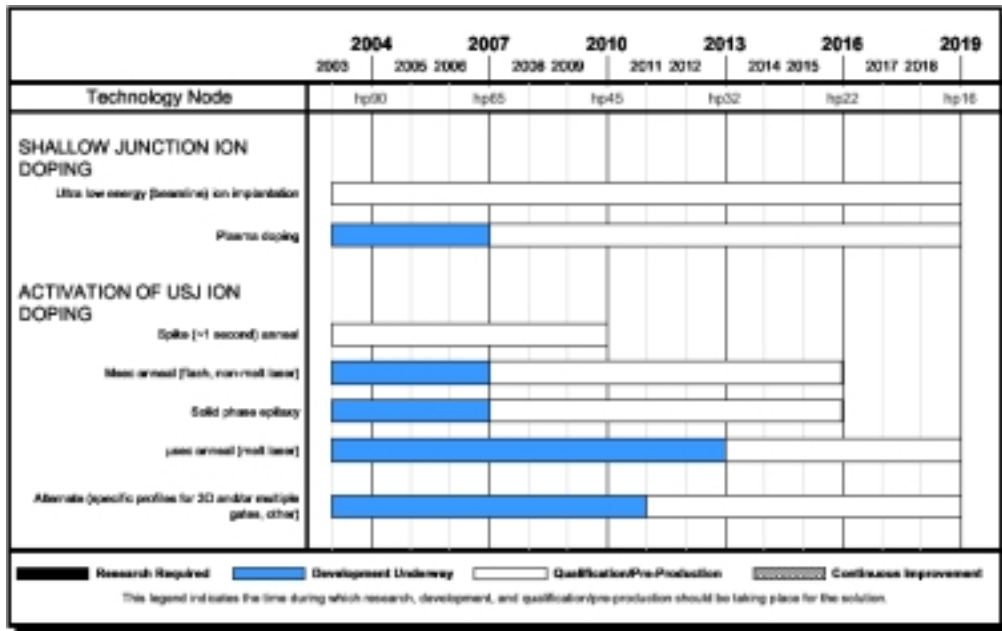 2004 2007 2010 2013 2016 2019
2003 2005 2006 2008 2009 2011 2012 2014 2015 2017 2018
Technology Node hp90 hp65 hp45 hp32 hp22 hp16
SHALLOW JUNCTION ION
DOPING
Ultra low energy (beamline) ion implantation
Plasma doping
ACTIVATION OF USJ ION
DOPING
Spike (~1 second) anneal
Msec anneal (flash, non-melt laser)
Solid phase epitaxy
µsec anneal (melt laser)
Alternate (specific profiles for 3D and/or multiple
gates, other)
Research Required Development Underway Qualification/Pre-Production Continuous Improvement
This legend indicates the time during which research, development, and qualification/pre-production should be taking place for the solution.